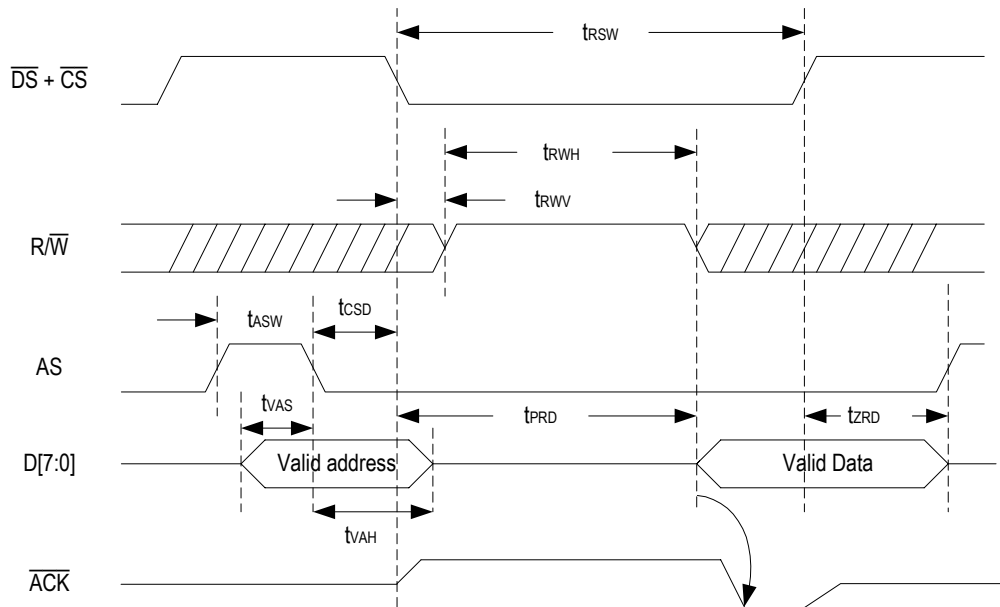 tRSW
DS + CS
tRWH
tRWV
R/W
tASW
tCSD
AS
tVAS
tPRD
tZRD
D[7:0]
Valid address
Valid Data
tVAH
ACK